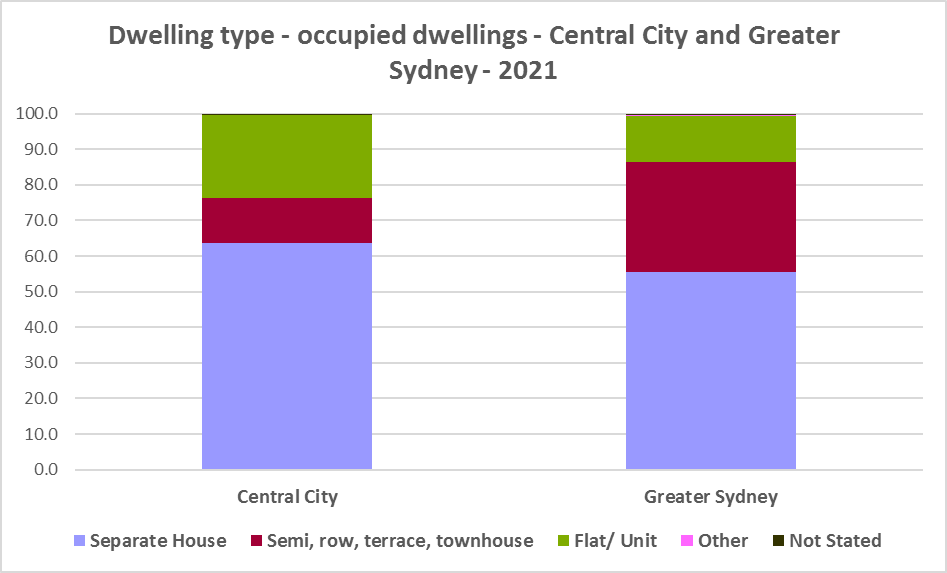 Dwelling type - occupied dwellings - Central City and Greater
Sydney - 2021
100.0
90.0
80.0
70.0
60.0
50.0
40.0
30.0
20.0
10.0
0.0
Central City
Greater Sydney
Separate House
Semi, row, terrace, townhouse
Flat/ Unit
Other
Not Stated